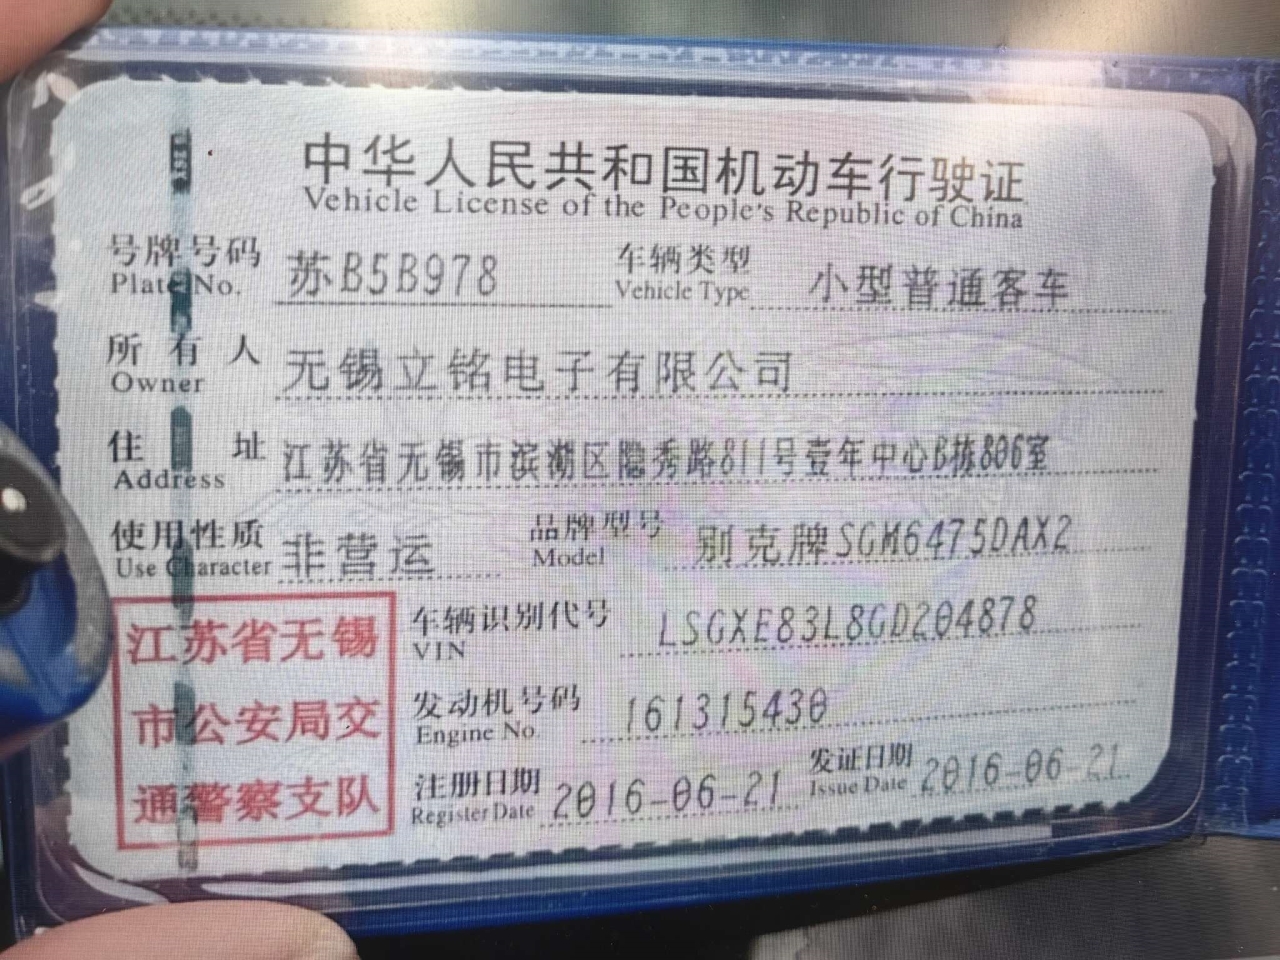 中华人民共和国机动车行驶证
Vehicle License of the People's Republic of China
号牌号码 苏B5B978 车辆类型 小型普通客车
Plate No. Vehicle Type
所有人 无锡立铭电子有限公司
Owner
住址 江苏省无锡市滨湖区隐秀路811号壹年中心B栋806室
Address
使用性质 非营运 品牌型号 别克牌SGM6475DAX2
Use Character Model
江苏省无锡
市公安局交
通警察支队
车辆识别代号 LSGXE83L8GD204878
VIN
发动机号码 161315430
Engine No.
注册日期 2016-06-21 发证日期 2016-06-21
Register Date Issue Date